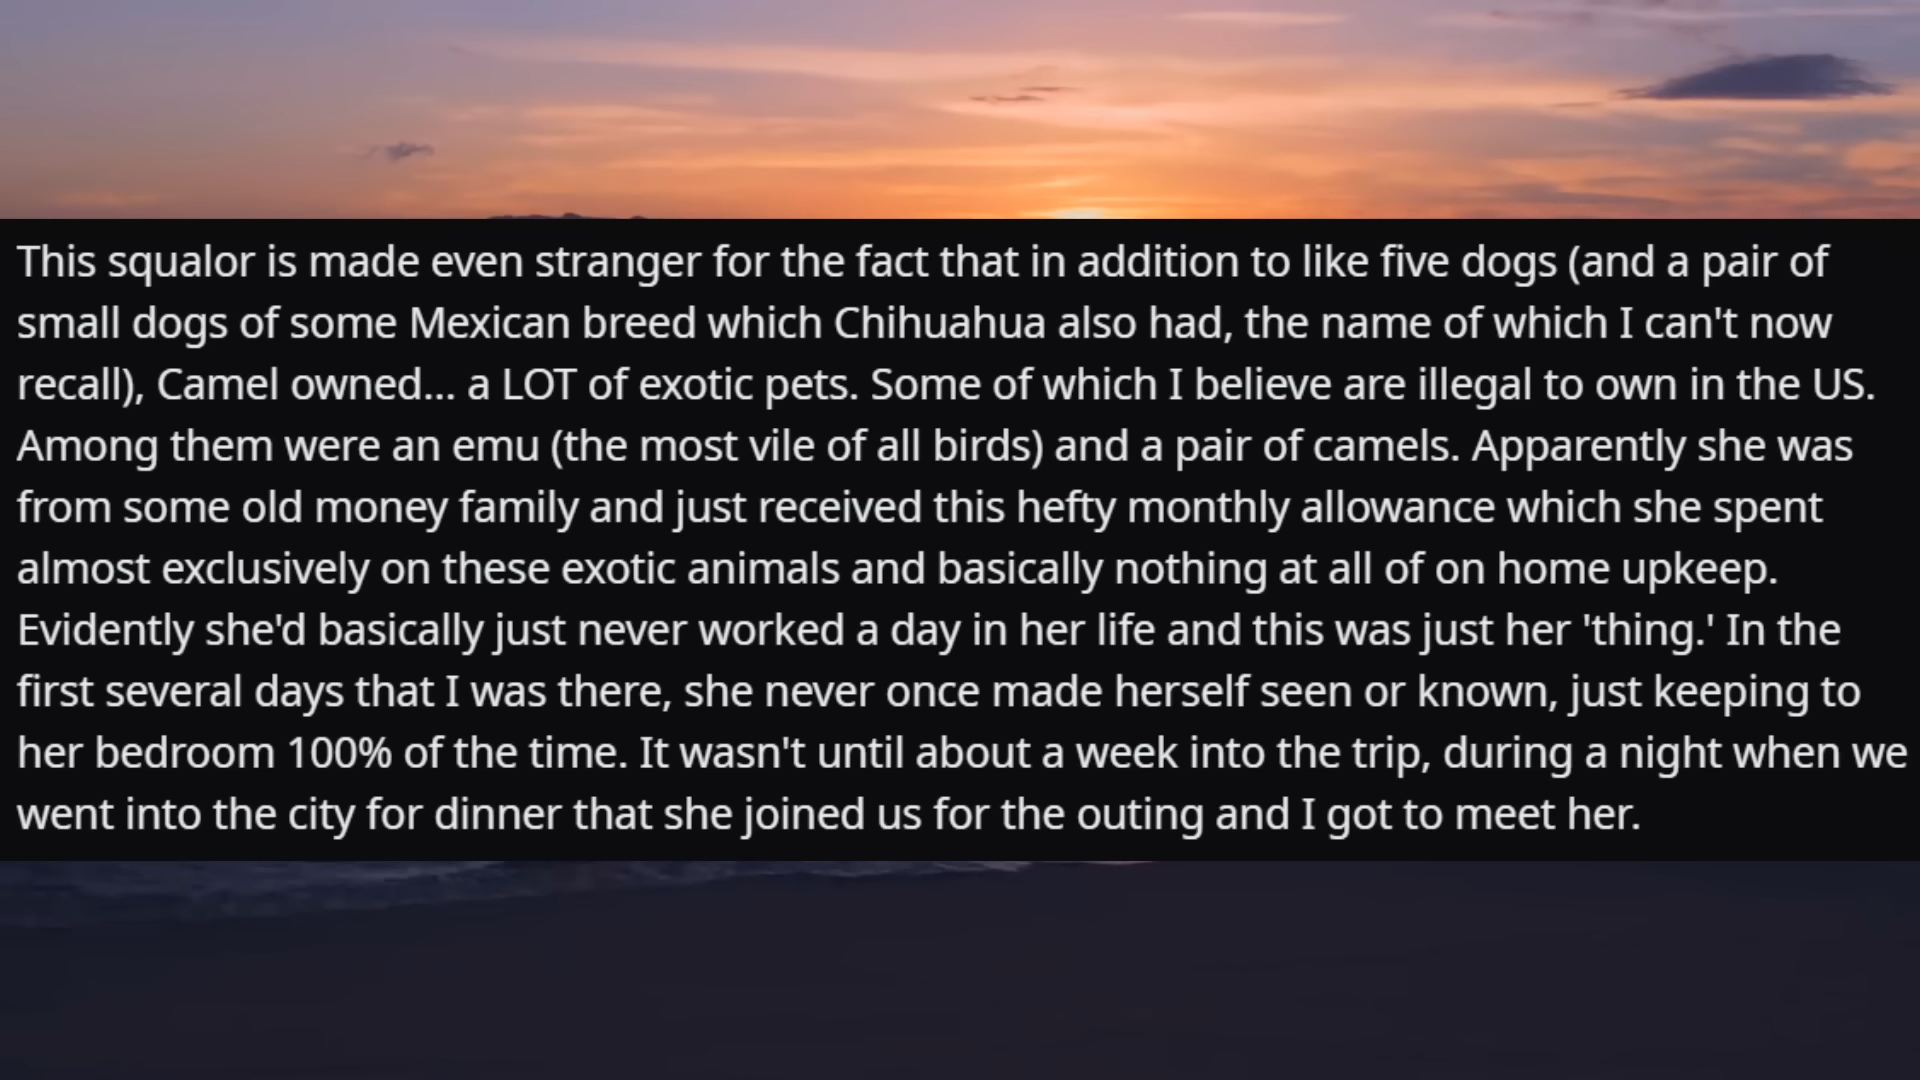 This squalor is made even stranger for the fact that in addition to like five dogs (and a pair of
small dogs of some Mexican breed which Chihuahua also had, the name of which I can't now
recall), Camel owned... a LOT of exotic pets. Some of which I believe are illegal to own in the US.
Among them were an emu (the most vile of all birds) and a pair of camels. Apparently she was
from some old money family and just received this hefty monthly allowance which she spent
almost exclusively on these exotic animals and basically nothing at all of on home upkeep.
Evidently she'd basically just never worked a day in her life and this was just her 'thing.' In the
first several days that I was there, she never once made herself seen or known, just keeping to
her bedroom 100% of the time. It wasn't until about a week into the trip, during a night when we
went into the city for dinner that she joined us for the outing and I got to meet her.